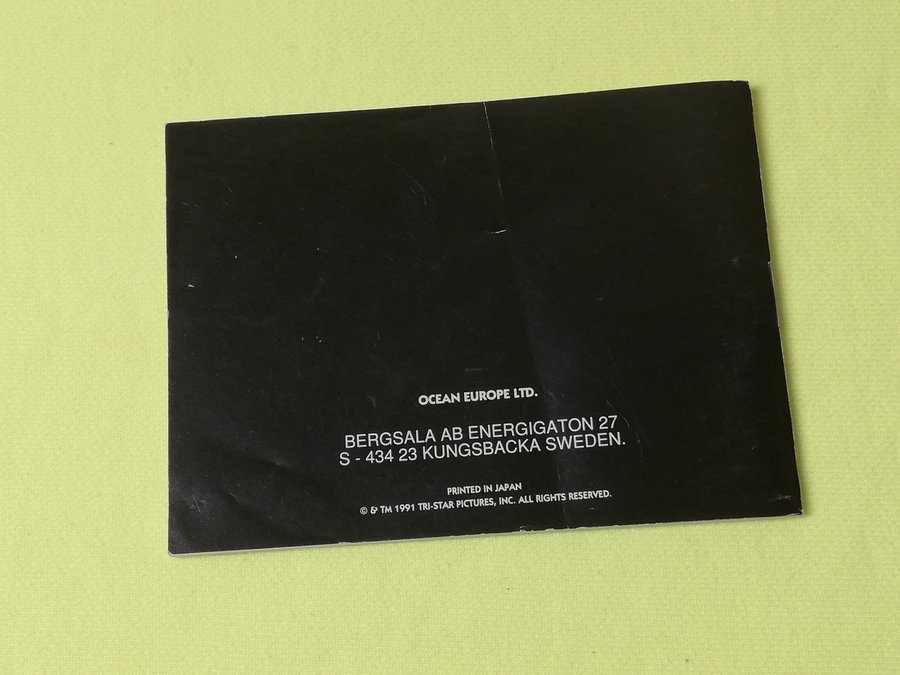 OCEAN EUROPE LTD.
BERGSALA AB ENERGIGATON 27
S - 434 23 KUNGSBACKA SWEDEN.
PRINTED IN JAPAN
© & TM 1991 TRI-STAR PICTURES, INC. ALL RIGHTS RESERVED.